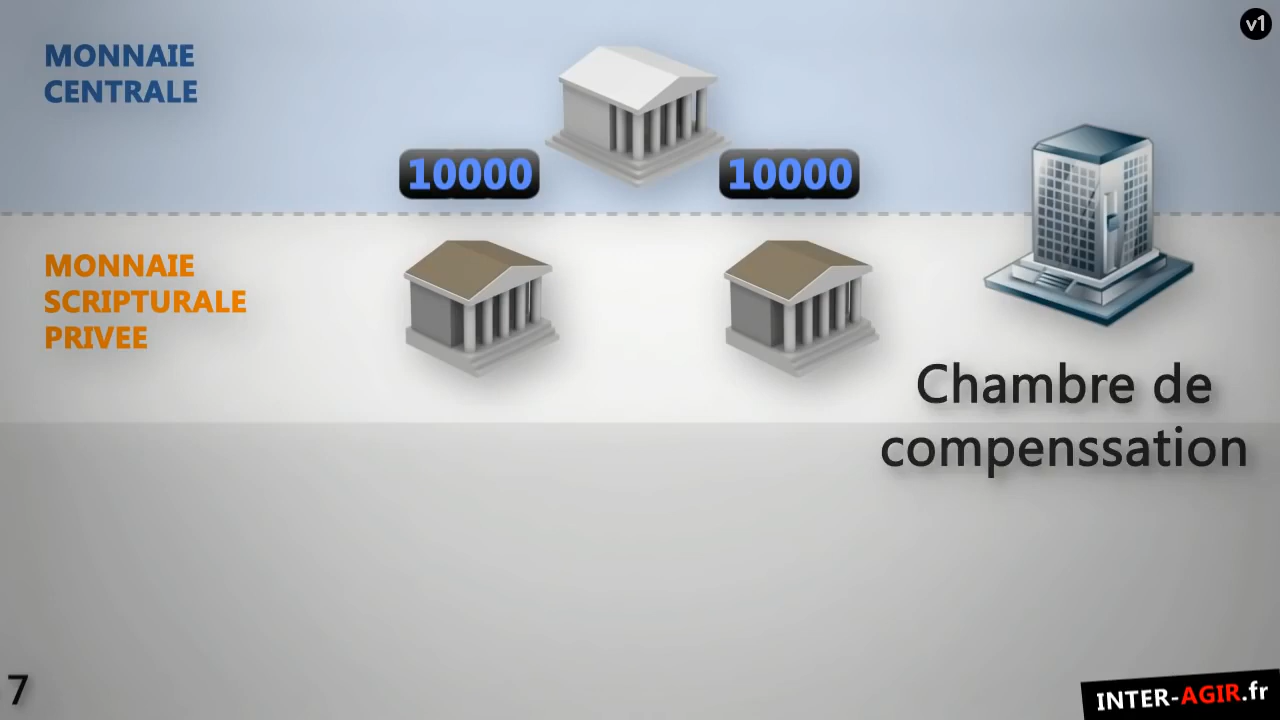 v1
MONNAIE
CENTRALE
10000
10000
MONNAIE
SCRIPTURALE
PRIVEE
Chambre de
compenssation
7
INTER-AGIR.fr